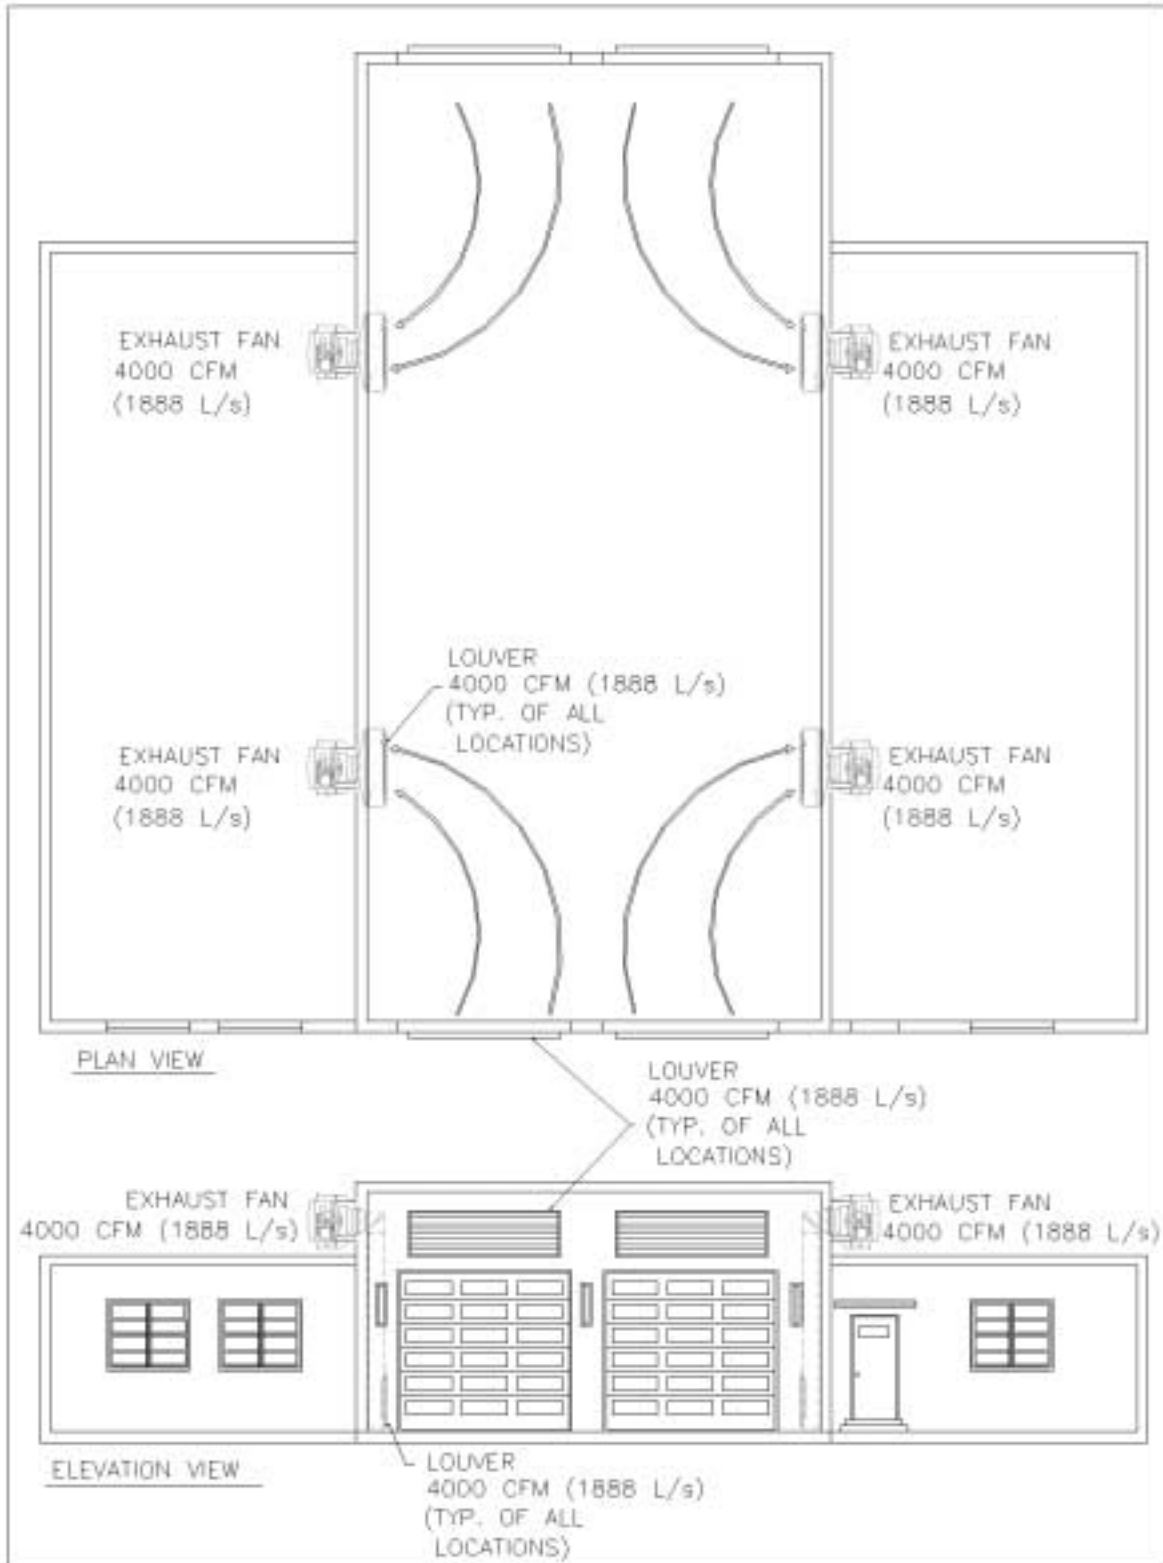 EXHAUST FAN
4000 CFM
(1888 L/s)
EXHAUST FAN
4000 CFM
(1888 L/s)
LOUVER
4000 CFM (1888 L/s)
(TYP. OF ALL
LOCATIONS)
EXHAUST FAN
4000 CFM
(1888 L/s)
EXHAUST FAN
4000 CFM
(1888 L/s)
PLAN VIEW
LOUVER
4000 CFM (1888 L/s)
(TYP. OF ALL
LOCATIONS)
EXHAUST FAN
4000 CFM (1888 L/s)
EXHAUST FAN
4000 CFM (1888 L/s)
ELEVATION VIEW
LOUVER
4000 CFM (1888 L/s)
(TYP. OF ALL
LOCATIONS)